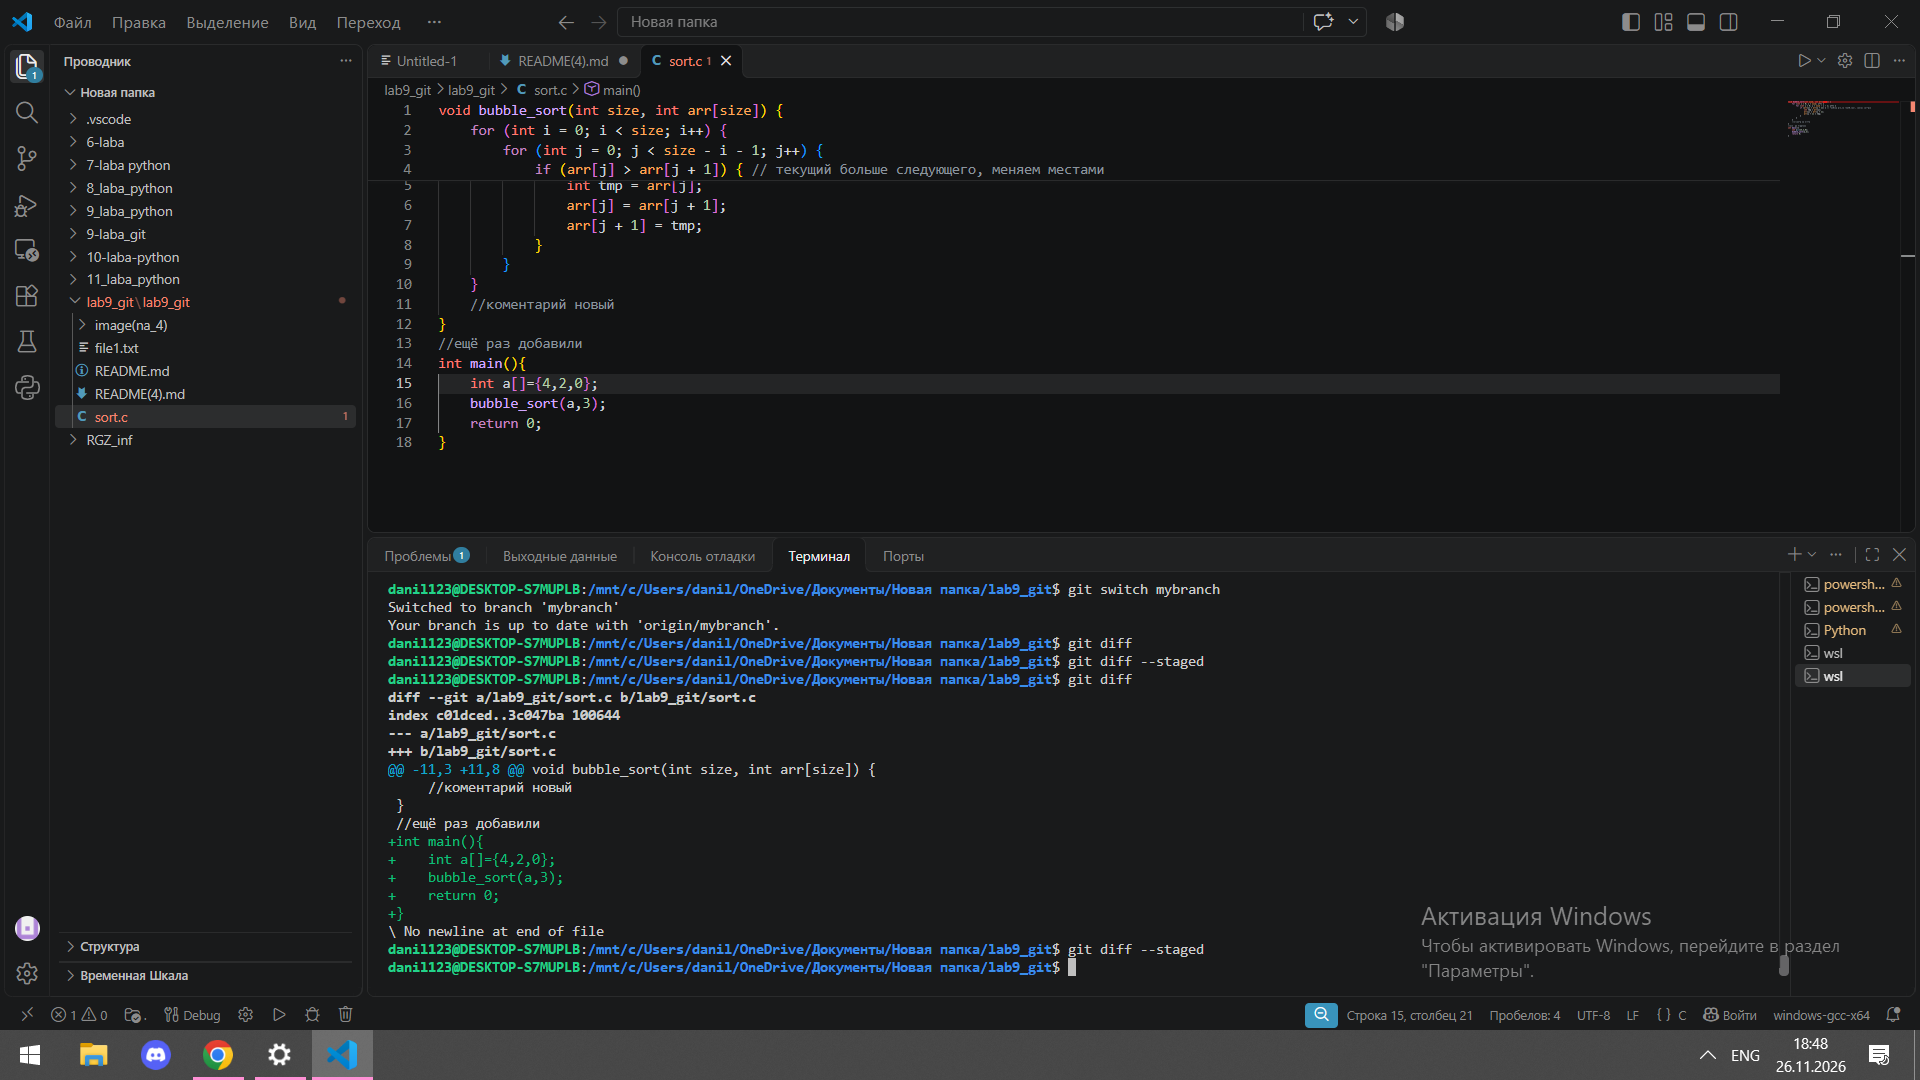 Файл Правка Выделение Вид Переход ··· Новая папка
Проводник ···
Новая папка
.vscode
6-laba
7-laba python
8_laba_python
9_laba_python
9-laba_git
10-laba-python
11_laba_python
lab9_git\lab9_git
image(na_4)
file1.txt
README.md
README(4).md
sort.c 1
RGZ_inf
Структура
Временная Шкала
Untitled-1 README(4).md sort.c 1
lab9_git > lab9_git > C sort.c > main()
1 void bubble_sort(int size, int arr[size]) {
2 for (int i = 0; i < size; i++) {
3 for (int j = 0; j < size - i - 1; j++) {
4 if (arr[j] > arr[j + 1]) { // текущий больше следующего, меняем местами
5 int tmp = arr[j];
6 arr[j] = arr[j + 1];
7 arr[j + 1] = tmp;
8 }
9 }
10 }
11 //коментарий новый
12 }
13 //ещё раз добавили
14 int main(){
15 int a[]={4,2,0};
16 bubble_sort(a,3);
17 return 0;
18 }
Проблемы 1 Выходные данные Консоль отладки Терминал Порты
danil123@DESKTOP-S7MUPLB:/mnt/c/Users/danil/OneDrive/Документы/Новая папка/lab9_git$ git switch mybranch
Switched to branch 'mybranch'
Your branch is up to date with 'origin/mybranch'.
danil123@DESKTOP-S7MUPLB:/mnt/c/Users/danil/OneDrive/Документы/Новая папка/lab9_git$ git diff
danil123@DESKTOP-S7MUPLB:/mnt/c/Users/danil/OneDrive/Документы/Новая папка/lab9_git$ git diff --staged
danil123@DESKTOP-S7MUPLB:/mnt/c/Users/danil/OneDrive/Документы/Новая папка/lab9_git$ git diff
diff --git a/lab9_git/sort.c b/lab9_git/sort.c
index c01dced..3c047ba 100644
--- a/lab9_git/sort.c
+++ b/lab9_git/sort.c
@@ -11,3 +11,8 @@ void bubble_sort(int size, int arr[size]) {
//коментарий новый
}
//ещё раз добавили
+int main(){
+ int a[]={4,2,0};
+ bubble_sort(a,3);
+ return 0;
+}
\ No newline at end of file
danil123@DESKTOP-S7MUPLB:/mnt/c/Users/danil/OneDrive/Документы/Новая папка/lab9_git$ git diff --staged
danil123@DESKTOP-S7MUPLB:/mnt/c/Users/danil/OneDrive/Документы/Новая папка/lab9_git$
powersh...
powersh...
Python
wsl
wsl
Активация Windows
Чтобы активировать Windows, перейдите в раздел
"Параметры".
1 0 Debug Строка 15, столбец 21 Пробелов: 4 UTF-8 LF { } C Войти windows-gcc-x64
ENG 18:48
26.11.2026